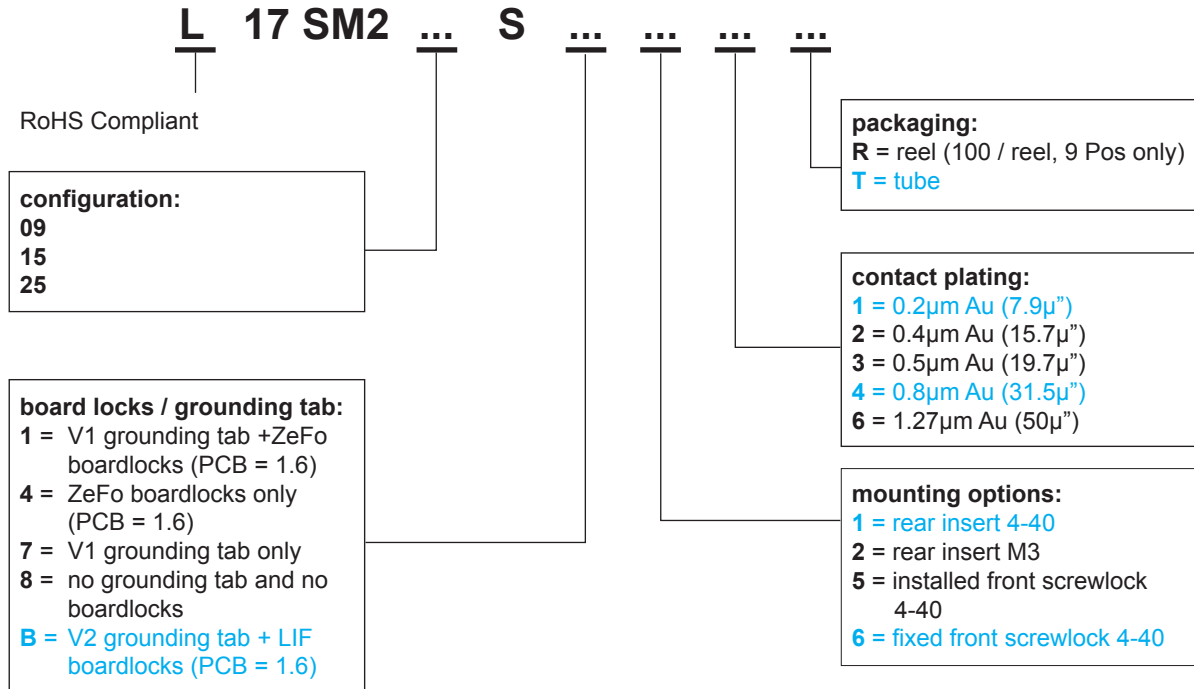 L 17 SM2 ... S ... ... ... ...
RoHS Compliant
configuration:
09
15
25
board locks / grounding tab:
1 = V1 grounding tab +ZeFo
boardlocks (PCB = 1.6)
4 = ZeFo boardlocks only
(PCB = 1.6)
7 = V1 grounding tab only
8 = no grounding tab and no
boardlocks
B = V2 grounding tab + LIF
boardlocks (PCB = 1.6)
packaging:
R = reel (100 / reel, 9 Pos only)
T = tube
contact plating:
1 = 0.2µm Au (7.9µ”)
2 = 0.4µm Au (15.7µ”)
3 = 0.5µm Au (19.7µ”)
4 = 0.8µm Au (31.5µ”)
6 = 1.27µm Au (50µ”)
mounting options:
1 = rear insert 4-40
2 = rear insert M3
5 = installed front screwlock
4-40
6 = fixed front screwlock 4-40